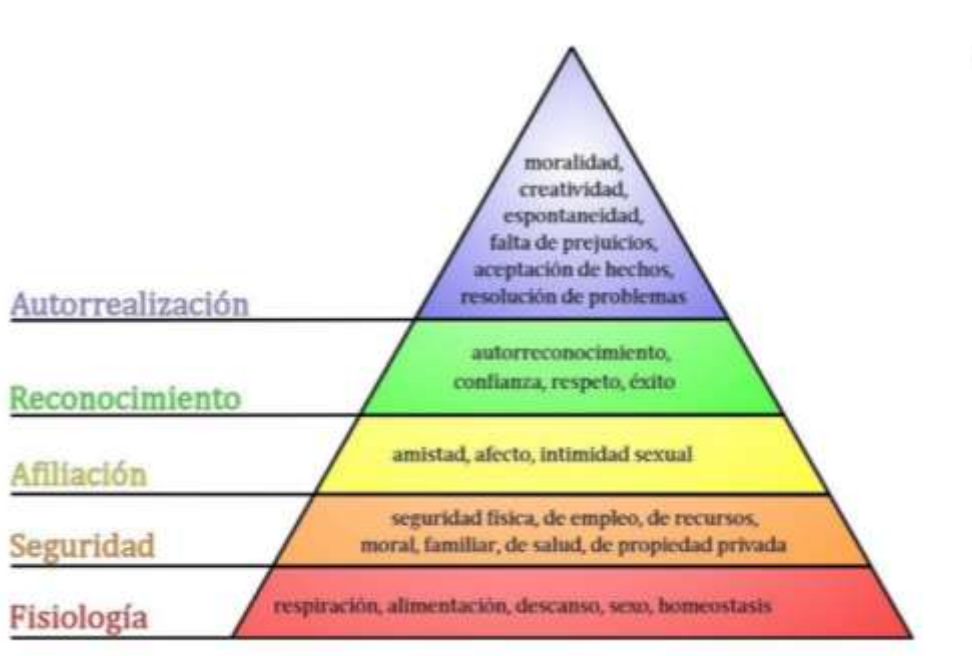 moralidad,
creatividad,
espontaneidad,
falta de prejuicios,
aceptación de hechos,
resolución de problemas
Autorrealización
autorreconocimiento,
confianza, respeto, éxito
Reconocimiento
amistad, afecto, intimidad sexual
Afiliación
seguridad física, de empleo, de recursos,
moral, familiar, de salud, de propiedad privada
Seguridad
respiración, alimentación, descanso, sexo, homeostasis
Fisiología